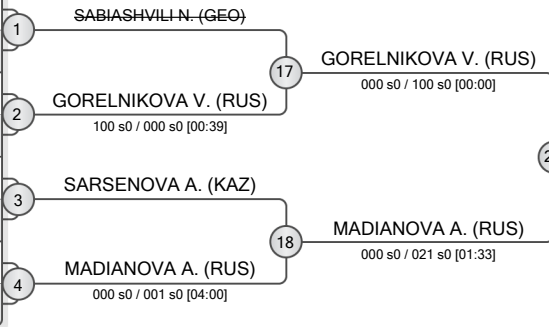 SABIASHVILI N. (GEO)
1
17
GORELNIKOVA V. (RUS)
000 s0 / 100 s0 [00:00]
GORELNIKOVA V. (RUS)
2
100 s0 / 000 s0 [00:39]
SARSENOVA A. (KAZ)
3
18
MADIANOVA A. (RUS)
000 s0 / 021 s0 [01:33]
MADIANOVA A. (RUS)
4
000 s0 / 001 s0 [04:00]